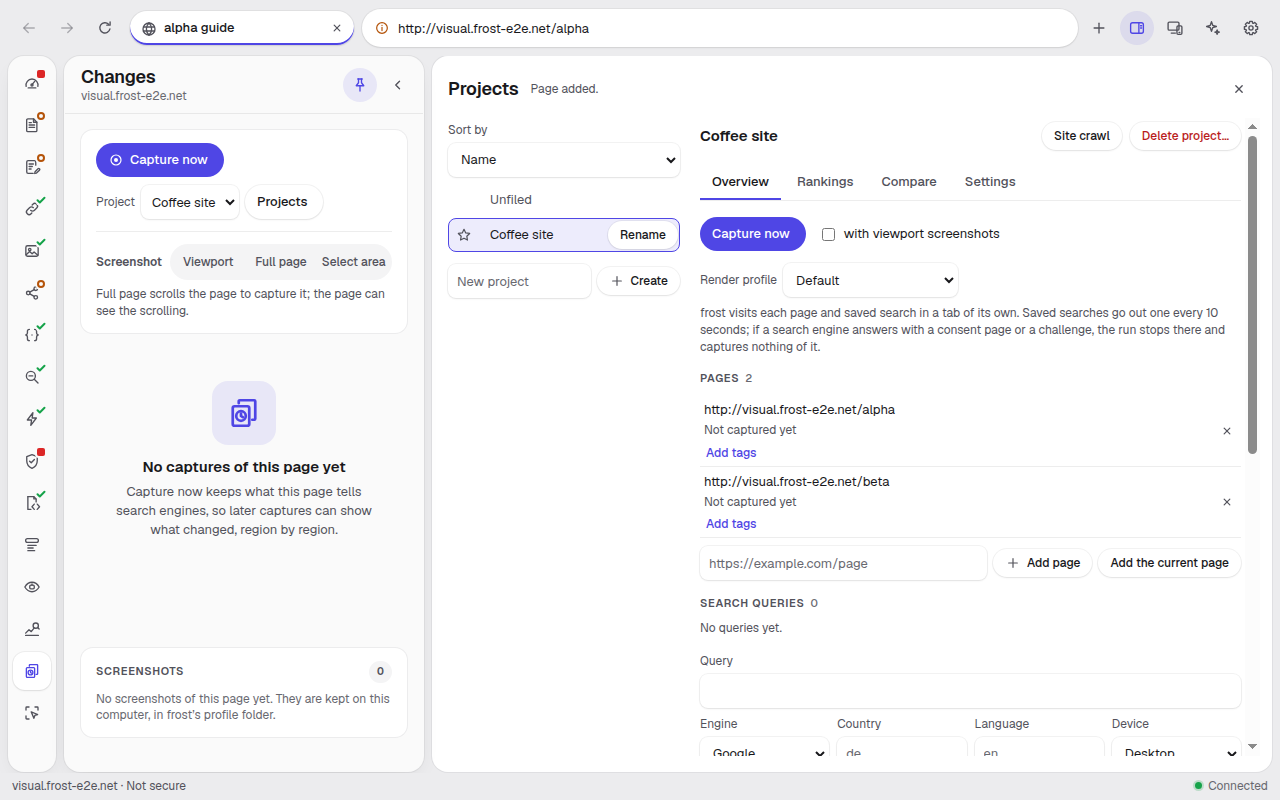 alpha guide
http://visual.frost-e2e.net/alpha
Changes
visual.frost-e2e.net
Capture now
Project
Coffee site
Projects
Screenshot
Viewport
Full page
Select area
Full page scrolls the page to capture it; the page can
see the scrolling.
No captures of this page yet
Capture now keeps what this page tells
search engines, so later captures can show
what changed, region by region.
SCREENSHOTS
0
No screenshots of this page yet. They are kept on this
computer, in frost's profile folder.
Projects
Page added.
Sort by
Name
Unfiled
Coffee site
Rename
New project
Create
Coffee site
Site crawl
Delete project…
Overview
Rankings
Compare
Settings
Capture now
with viewport screenshots
Render profile
Default
frost visits each page and saved search in a tab of its own. Saved searches go out one every 10
seconds; if a search engine answers with a consent page or a challenge, the run stops there and
captures nothing of it.
PAGES 2
http://visual.frost-e2e.net/alpha
Not captured yet
Add tags
http://visual.frost-e2e.net/beta
Not captured yet
Add tags
https://example.com/page
Add page
Add the current page
SEARCH QUERIES 0
No queries yet.
Query
Engine
Country
Language
Device
Google
de
en
Desktop
visual.frost-e2e.net · Not secure
Connected